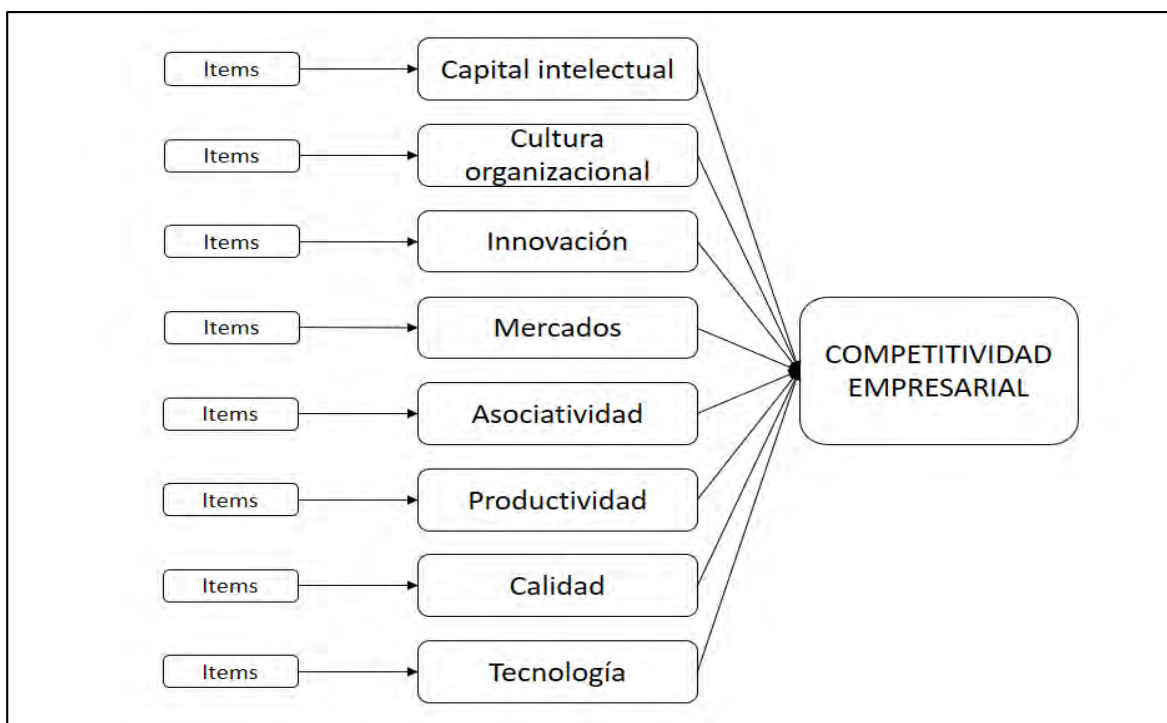 Items
Capital intelectual
Items
Cultura
organizacional
Items
Innovación
Items
Mercados
Items
Asociatividad
Items
Productividad
Items
Calidad
Items
Tecnología
COMPETITIVIDAD
EMPRESARIAL